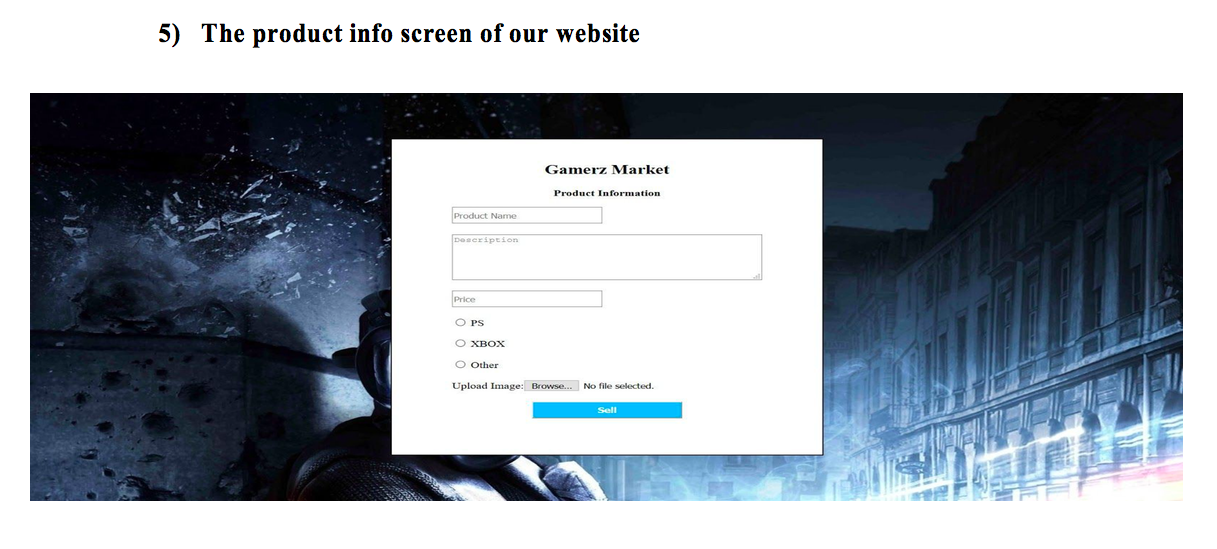 5) The product info screen of our website
Gamerz Market
Product Information
Product Name
Description
Price
PS
XBOX
Other
Upload Image: Browse... No file selected.
Sell